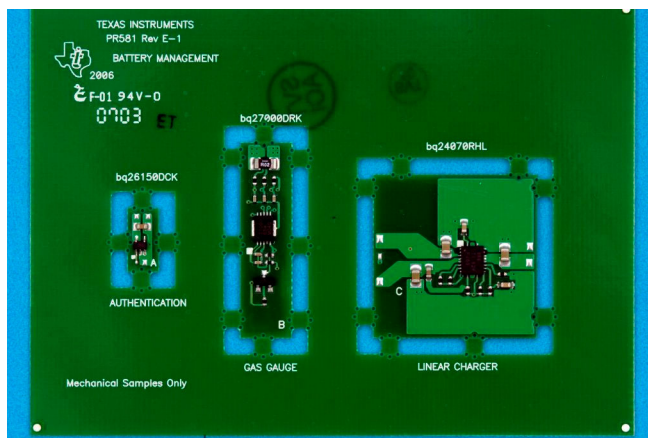 TEXAS INSTRUMENTS
PR581 Rev E-1
BATTERY MANAGEMENT
2006
F-01 94V-0
0703 ET
bq27000DRK
bq24070RHL
bq26150DCK
A
B
C
AUTHENTICATION
GAS GAUGE
LINEAR CHARGER
Mechanical Samples Only